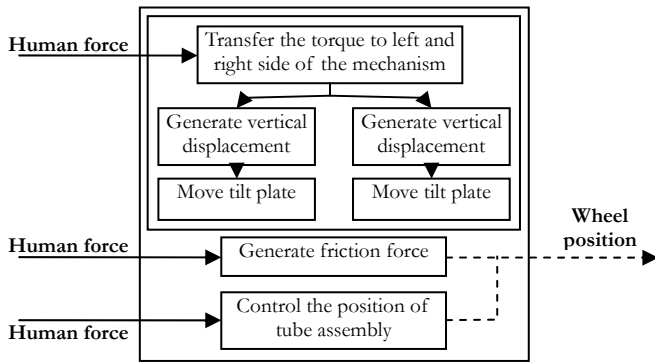 Human force
Transfer the torque to left and
right side of the mechanism
Generate vertical
displacement
Generate vertical
displacement
Move tilt plate
Move tilt plate
Wheel
position
Human force
Generate friction force
Control the position of
tube assembly
Human force